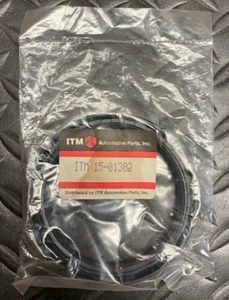 ITM Automotive Parts, Inc.
ITM 15-01302
Distributed by ITM Automotive Parts, Inc.